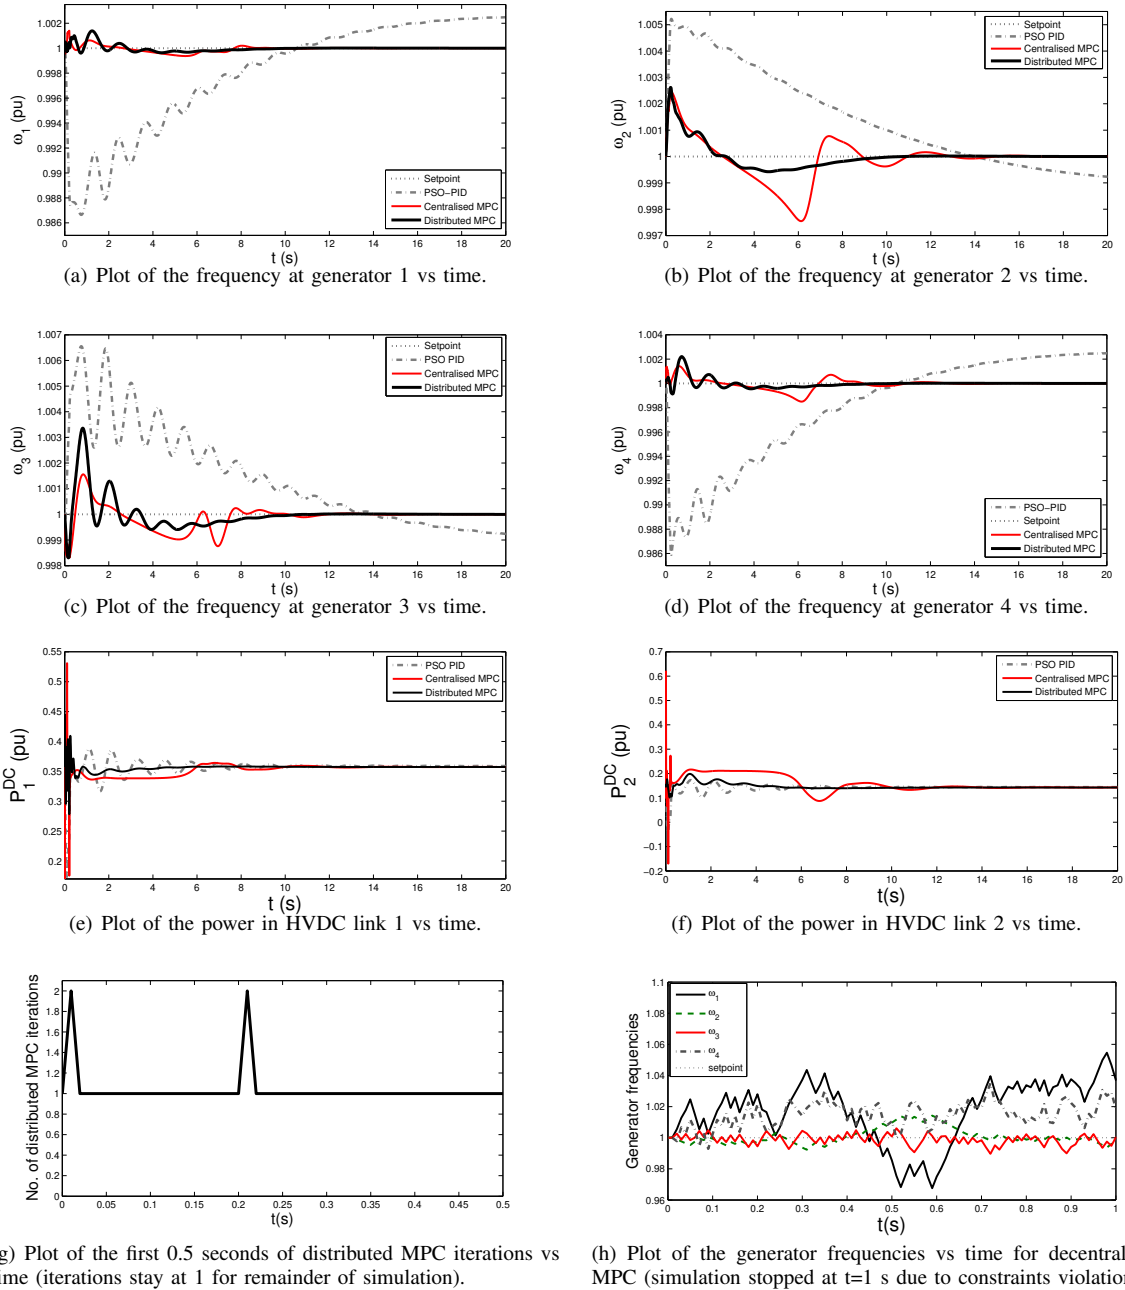 1.002
1
0.998
0.996
0.994
0.992
0.99
0.988
0.986
ω1 (pu)
Setpoint
PSO-PID
Centralised MPC
Distributed MPC
0 2 4 6 8 10 12 14 16 18 20
t (s)
(a) Plot of the frequency at generator 1 vs time.
1.005
1.004
1.003
1.002
1.001
1
0.999
0.998
0.997
ω2 (pu)
Setpoint
PSO PID
Centralised MPC
Distributed MPC
0 2 4 6 8 10 12 14 16 18 20
t (s)
(b) Plot of the frequency at generator 2 vs time.
1.007
1.006
1.005
1.004
1.003
1.002
1.001
1
0.999
0.998
ω3 (pu)
Setpoint
PSO PID
Centralised MPC
Distributed MPC
0 2 4 6 8 10 12 14 16 18 20
t (s)
(c) Plot of the frequency at generator 3 vs time.
1.004
1.002
1
0.998
0.996
0.994
0.992
0.99
0.988
0.986
ω4 (pu)
PSO-PID
Setpoint
Centralised MPC
Distributed MPC
0 2 4 6 8 10 12 14 16 18 20
t (s)
(d) Plot of the frequency at generator 4 vs time.
0.55
0.5
0.45
0.4
0.35
0.3
0.25
0.2
P1DC (pu)
PSO PID
Centralised MPC
Distributed MPC
0 2 4 6 8 10 12 14 16 18 20
t (s)
(e) Plot of the power in HVDC link 1 vs time.
0.7
0.6
0.5
0.4
0.3
0.2
0.1
0
−0.1
−0.2
P2DC (pu)
PSO PID
Centralised MPC
Distributed MPC
0 2 4 6 8 10 12 14 16 18 20
t(s)
(f) Plot of the power in HVDC link 2 vs time.
2
1.8
1.6
1.4
1.2
1
0.8
0.6
0.4
0.2
0
No. of distributed MPC iterations
0 0.05 0.1 0.15 0.2 0.25 0.3 0.35 0.4 0.45 0.5
t(s)
g) Plot of the first 0.5 seconds of distributed MPC iterations vs
ime (iterations stay at 1 for remainder of simulation).
1.1
1.08
1.06
1.04
1.02
1
0.98
0.96
Generator frequencies
ω1
ω2
ω3
ω4
setpoint
0 0.1 0.2 0.3 0.4 0.5 0.6 0.7 0.8 0.9 1
t(s)
(h) Plot of the generator frequencies vs time for decentral
MPC (simulation stopped at t=1 s due to constraints violation